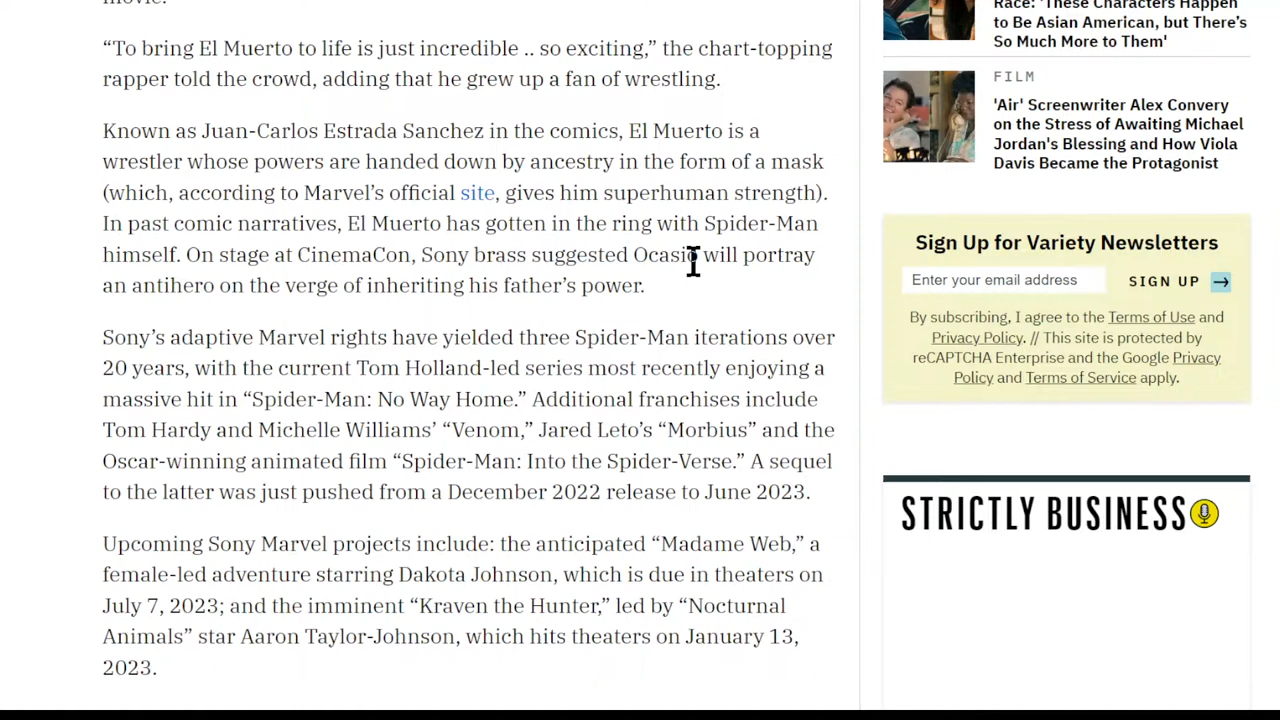 movie.
“To bring El Muerto to life is just incredible .. so exciting,” the chart-topping
rapper told the crowd, adding that he grew up a fan of wrestling.
Known as Juan-Carlos Estrada Sanchez in the comics, El Muerto is a
wrestler whose powers are handed down by ancestry in the form of a mask
(which, according to Marvel’s official site, gives him superhuman strength).
In past comic narratives, El Muerto has gotten in the ring with Spider-Man
himself. On stage at CinemaCon, Sony brass suggested Ocasio will portray
an antihero on the verge of inheriting his father’s power.
Sony’s adaptive Marvel rights have yielded three Spider-Man iterations over
20 years, with the current Tom Holland-led series most recently enjoying a
massive hit in “Spider-Man: No Way Home.” Additional franchises include
Tom Hardy and Michelle Williams’ “Venom,” Jared Leto’s “Morbius” and the
Oscar-winning animated film “Spider-Man: Into the Spider-Verse.” A sequel
to the latter was just pushed from a December 2022 release to June 2023.
Upcoming Sony Marvel projects include: the anticipated “Madame Web,” a
female-led adventure starring Dakota Johnson, which is due in theaters on
July 7, 2023; and the imminent “Kraven the Hunter,” led by “Nocturnal
Animals” star Aaron Taylor-Johnson, which hits theaters on January 13,
2023.
Race: 'These Characters Happen
to Be Asian American, but There’s
So Much More to Them'
FILM
'Air' Screenwriter Alex Convery
on the Stress of Awaiting Michael
Jordan's Blessing and How Viola
Davis Became the Protagonist
Sign Up for Variety Newsletters
Enter your email address
SIGN UP →
By subscribing, I agree to the Terms of Use and
Privacy Policy. // This site is protected by
reCAPTCHA Enterprise and the Google Privacy
Policy and Terms of Service apply.
STRICTLY BUSINESS